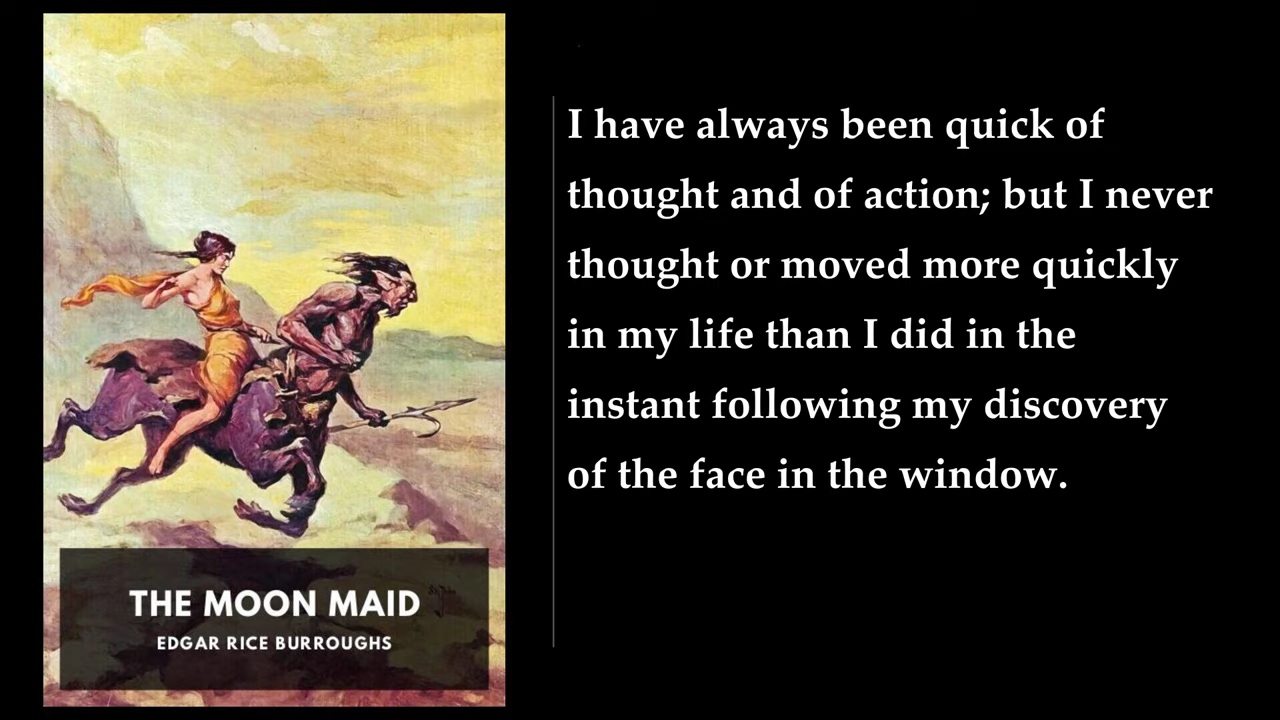 THE MOON MAID
EDGAR RICE BURROUGHS
I have always been quick of
thought and of action; but I never
thought or moved more quickly
in my life than I did in the
instant following my discovery
of the face in the window.